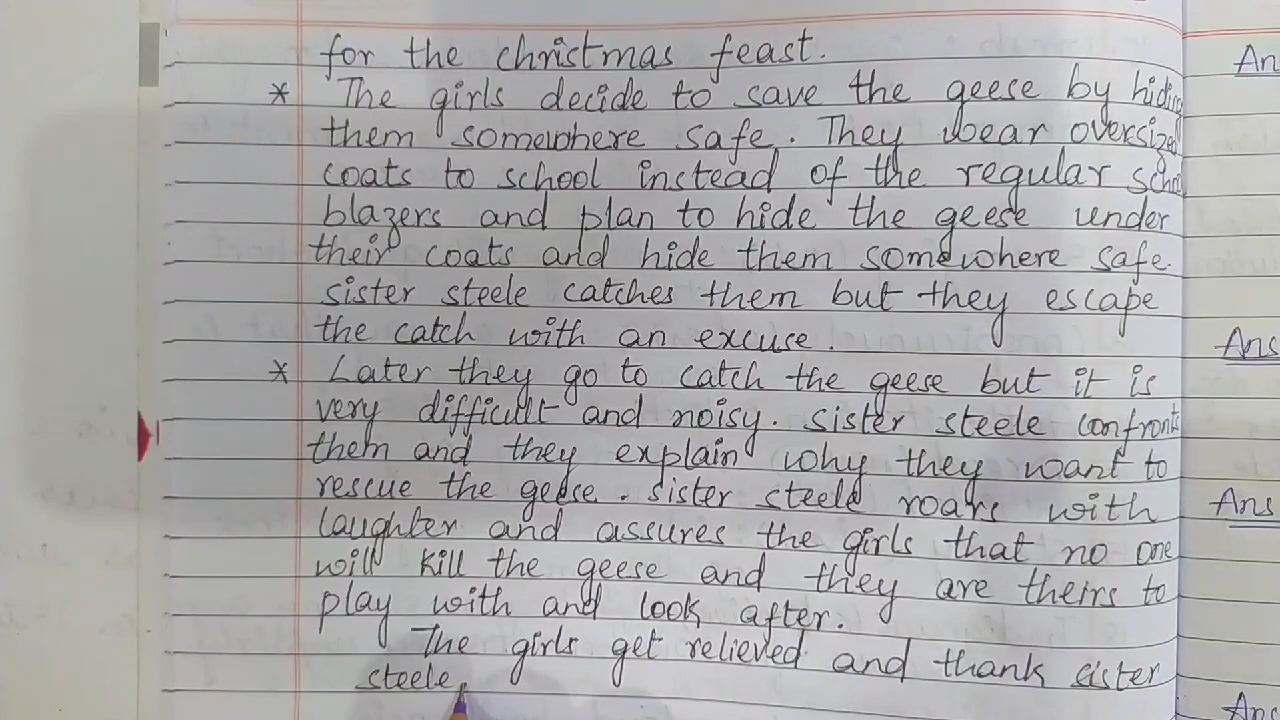 for the christmas feast.
* The girls decide to save the geese by hiding
them somewhere safe. They wear oversized
coats to school instead of the regular scho
blazers and plan to hide the geese under
their coats and hide them somewhere safe.
sister steele catches them but they escape
the catch with an excuse.
* Later they go to catch the geese but it is
very difficult and noisy. sister steele confronts
them and they explain why they want to
rescue the geese. sister steele roars with
laughter and assures the girls that no one
will kill the geese and they are theirs to
play with and look after.
The girls get relieved and thank sister
steele
An
Ans
Ans
Ans